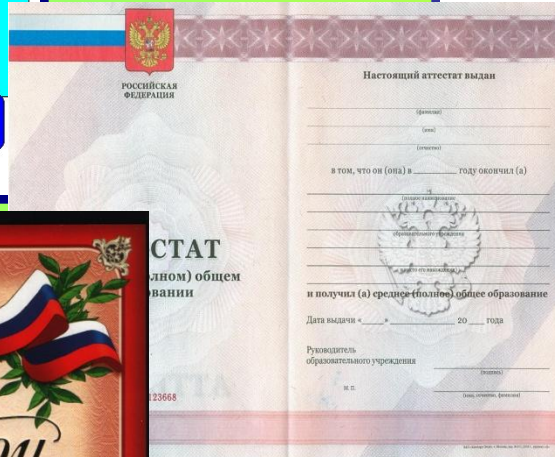 РОССИЙСКАЯ
ФЕДЕРАЦИЯ
СТАТ
олном) общем
овании
123668
Настоящий аттестат выдан
(фамилия)
(имя)
(отчество)
в том, что он (она) в году окончил (а)
и получил (а) среднее (полное) общее образование
Дата выдачи « » 20 года
Руководитель
образовательного учреждения
(подпись)
М. П.
(имя, отчество, фамилия)